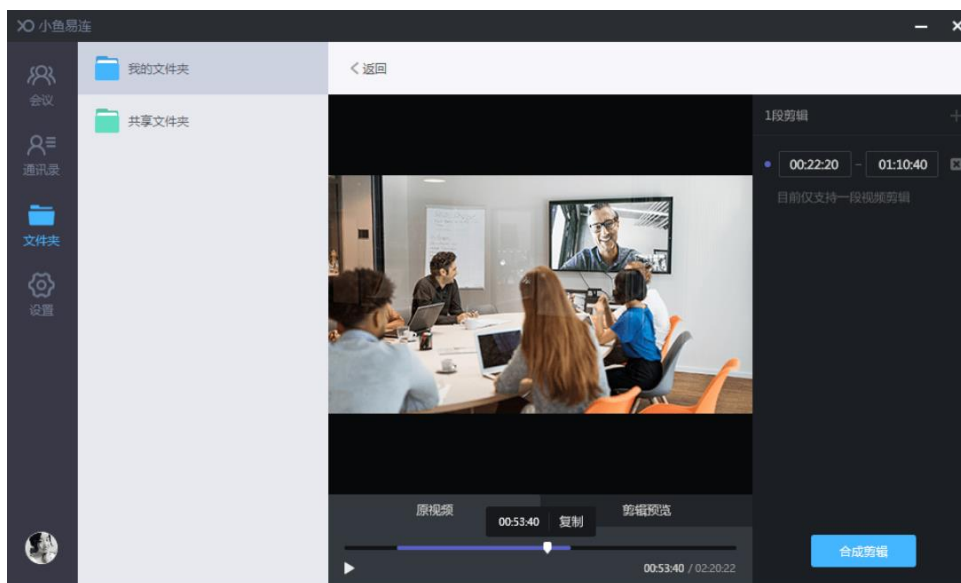 小鱼易连
会议
通讯录
文件夹
设置
我的文件夹
共享文件夹
返回
1段剪辑
00:22:20 - 01:10:40
目前仅支持一段视频剪辑
原视频
剪辑预览
00:53:40 复制
00:53:40 / 02:20:22
合成剪辑